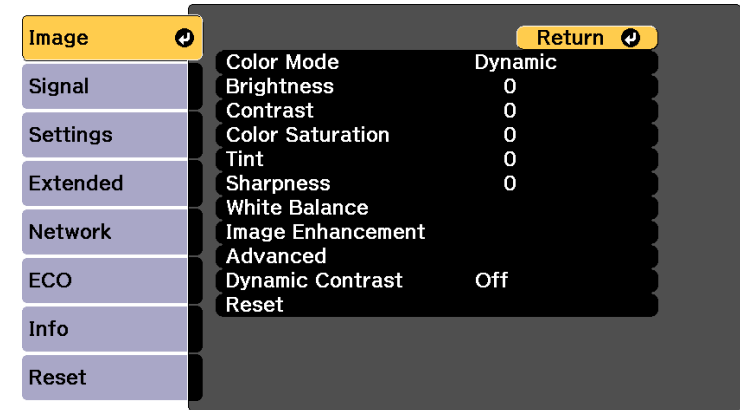 Image
Signal
Settings
Extended
Network
ECO
Info
Reset
Return
Color Mode Dynamic
Brightness 0
Contrast 0
Color Saturation 0
Tint 0
Sharpness 0
White Balance
Image Enhancement
Advanced
Dynamic Contrast Off
Reset